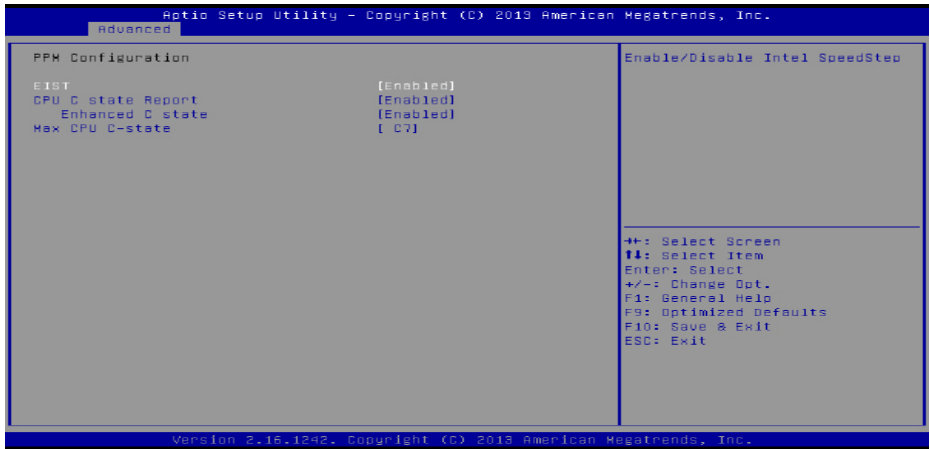 Aptio Setup Utility – Copyright (C) 2013 American Megatrends, Inc.
Advanced
PPM Configuration
EIST [Enabled]
CPU C state Report [Enabled]
Enhanced C state [Enabled]
Max CPU C-state [ C7]
Enable/Disable Intel SpeedStep
→←: Select Screen
↑↓: Select Item
Enter: Select
+/-: Change Opt.
F1: General Help
F9: Optimized Defaults
F10: Save & Exit
ESC: Exit
Version 2.16.1242. Copyright (C) 2013 American Megatrends, Inc.